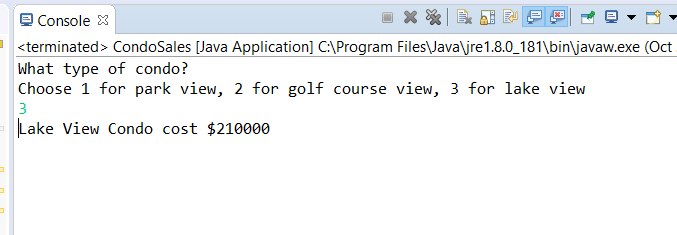 Console
<terminated> CondoSales [Java Application] C:\Program Files\Java\jre1.8.0_181\bin\javaw.exe (Oct
What type of condo?
Choose 1 for park view, 2 for golf course view, 3 for lake view
3
Lake View Condo cost $210000